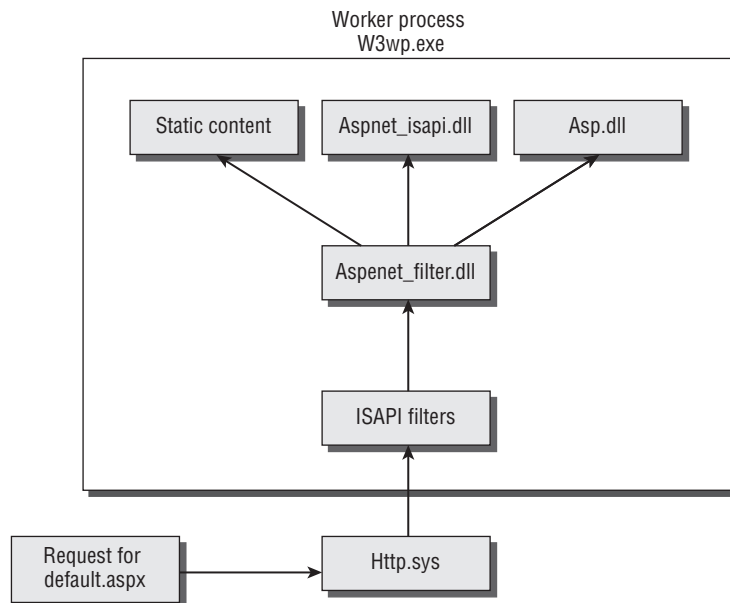 Worker process
W3wp.exe
Static content
Aspnet_isapi.dll
Asp.dll
Aspenet_filter.dll
ISAPI filters
Request for
default.aspx
Http.sys